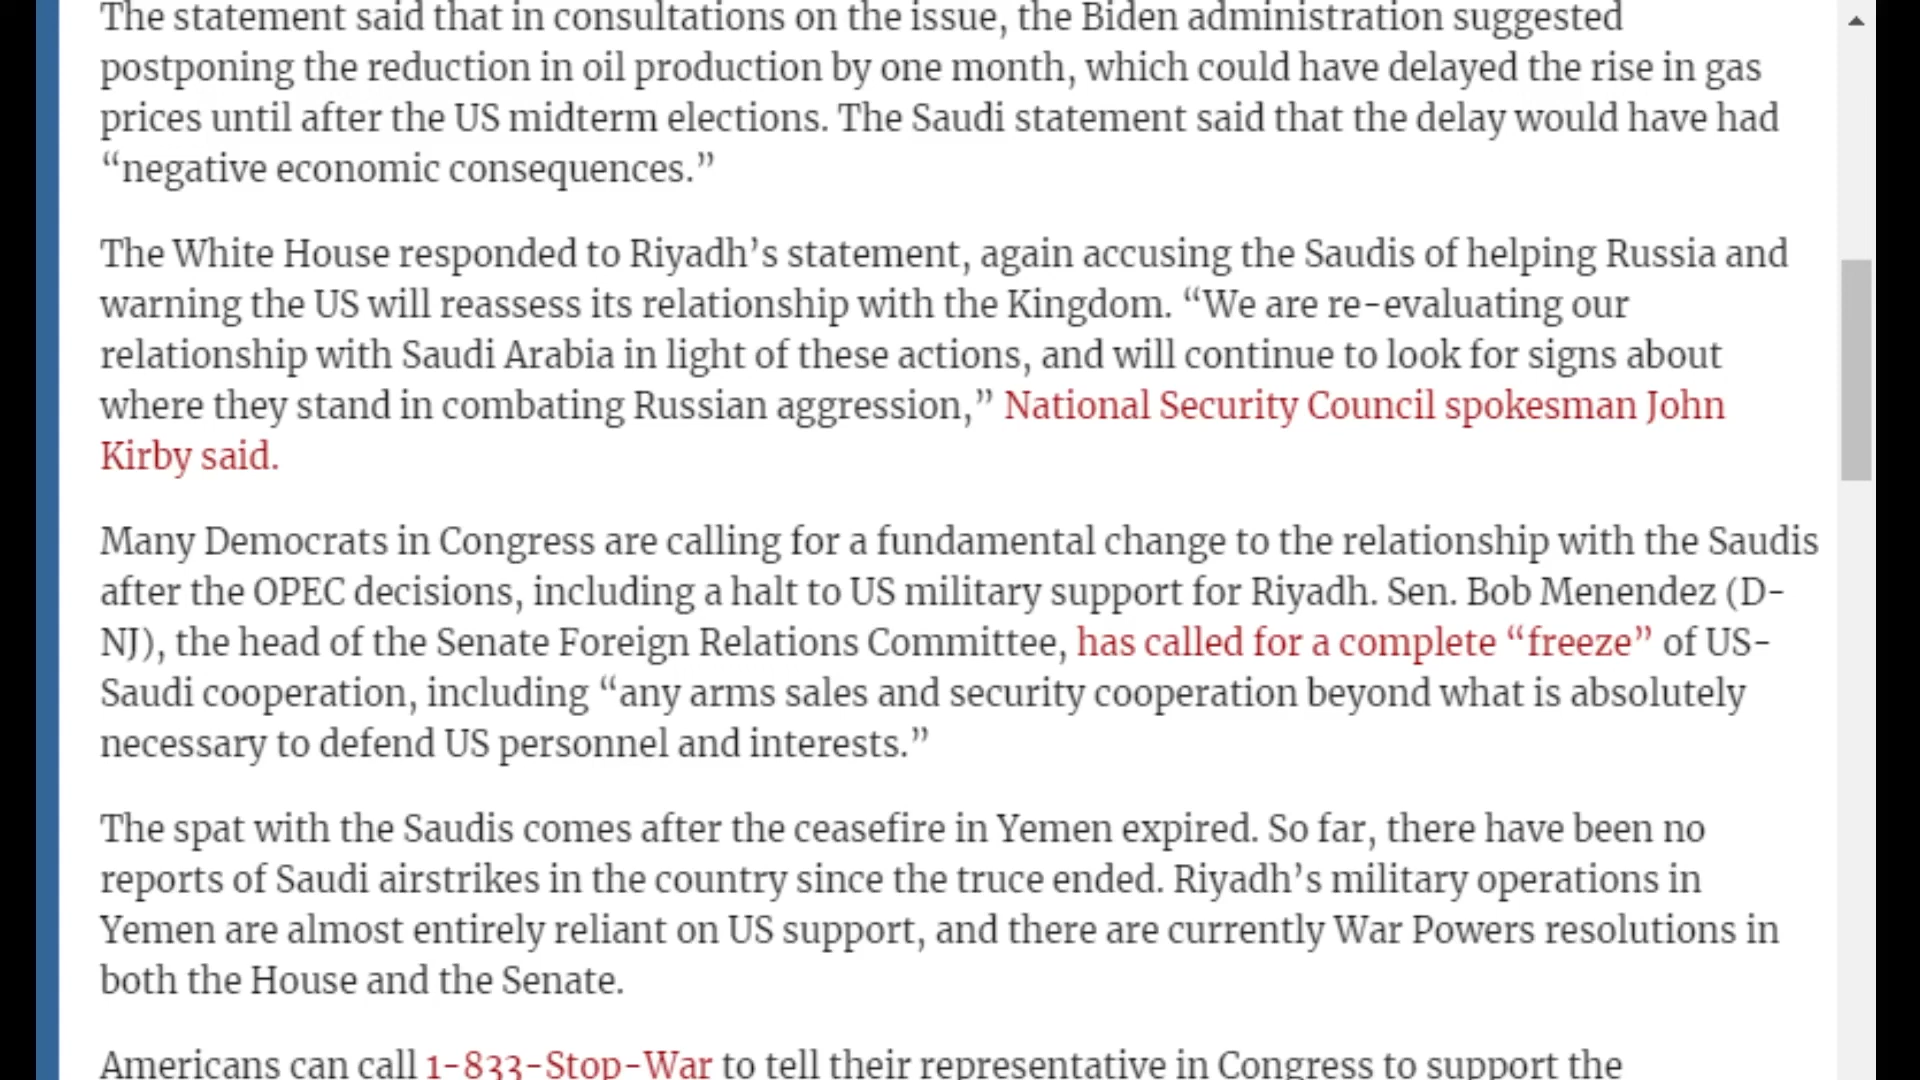 The statement said that in consultations on the issue, the Biden administration suggested
postponing the reduction in oil production by one month, which could have delayed the rise in gas
prices until after the US midterm elections. The Saudi statement said that the delay would have had
“negative economic consequences.”
The White House responded to Riyadh’s statement, again accusing the Saudis of helping Russia and
warning the US will reassess its relationship with the Kingdom. “We are re-evaluating our
relationship with Saudi Arabia in light of these actions, and will continue to look for signs about
where they stand in combating Russian aggression,” National Security Council spokesman John
Kirby said.
Many Democrats in Congress are calling for a fundamental change to the relationship with the Saudis
after the OPEC decisions, including a halt to US military support for Riyadh. Sen. Bob Menendez (D-
NJ), the head of the Senate Foreign Relations Committee, has called for a complete “freeze” of US-
Saudi cooperation, including “any arms sales and security cooperation beyond what is absolutely
necessary to defend US personnel and interests.”
The spat with the Saudis comes after the ceasefire in Yemen expired. So far, there have been no
reports of Saudi airstrikes in the country since the truce ended. Riyadh’s military operations in
Yemen are almost entirely reliant on US support, and there are currently War Powers resolutions in
both the House and the Senate.
Americans can call 1-833-Stop-War to tell their representative in Congress to support the